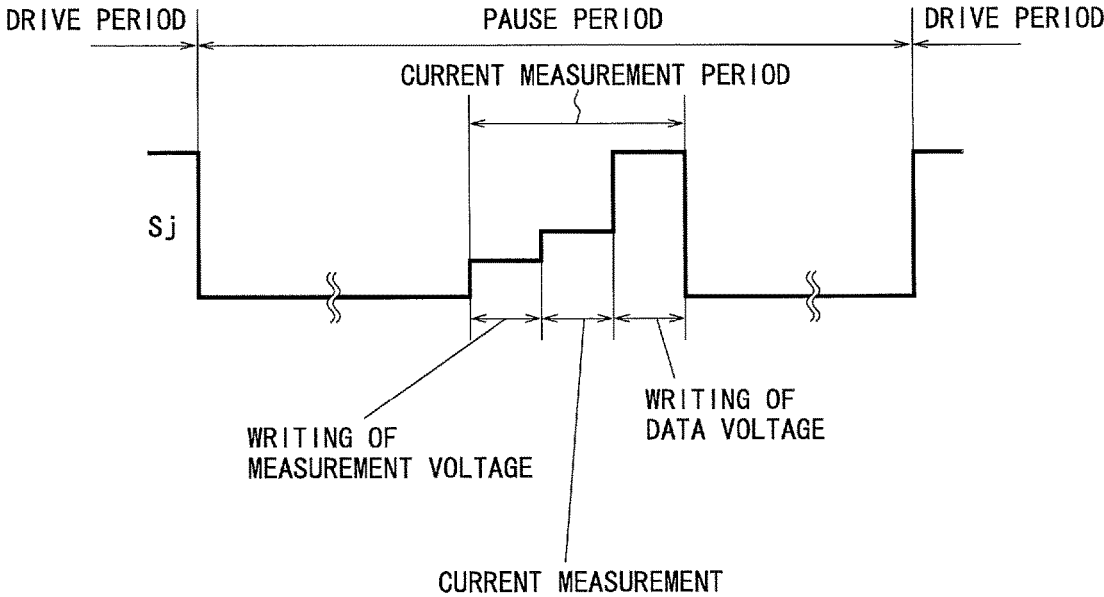 DRIVE PERIOD
PAUSE PERIOD
DRIVE PERIOD
CURRENT MEASUREMENT PERIOD
Sj
WRITING OF
DATA VOLTAGE
WRITING OF
MEASUREMENT VOLTAGE
CURRENT MEASUREMENT